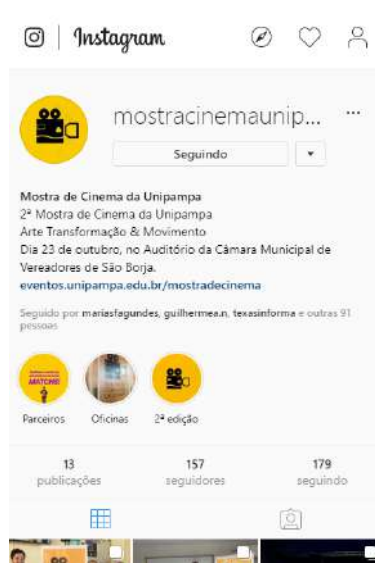 Instagram
mostracinemaunip...
Seguindo
Mostra de Cinema da Unipampa
2ª Mostra de Cinema da Unipampa
Arte Transformação & Movimento
Dia 23 de outubro, no Auditório da Câmara Municipal de
Vereadores de São Borja.
eventos.unipampa.edu.br/mostradecinema
Seguido por mariasfagundes, guilhermea.n, texasinforma e outras 91
pessoas
Parceiros Oficinas 2ª edição
13 157 179
publicações seguidores seguindo